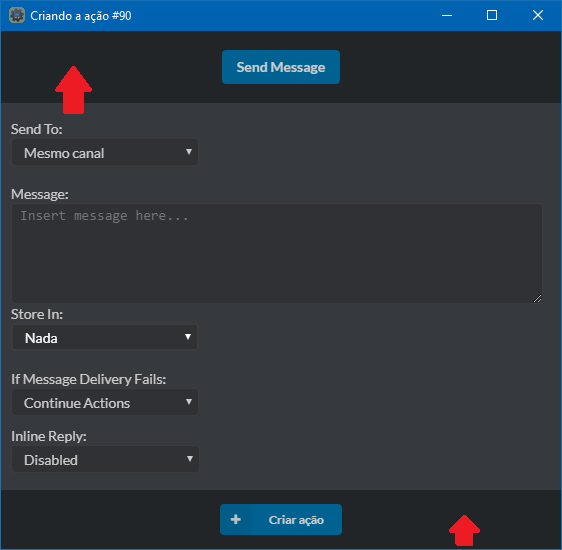 Criando a ação #90
Send Message
Send To:
Mesmo canal
Message:
Insert message here...
Store In:
Nada
If Message Delivery Fails:
Continue Actions
Inline Reply:
Disabled
+ Criar ação